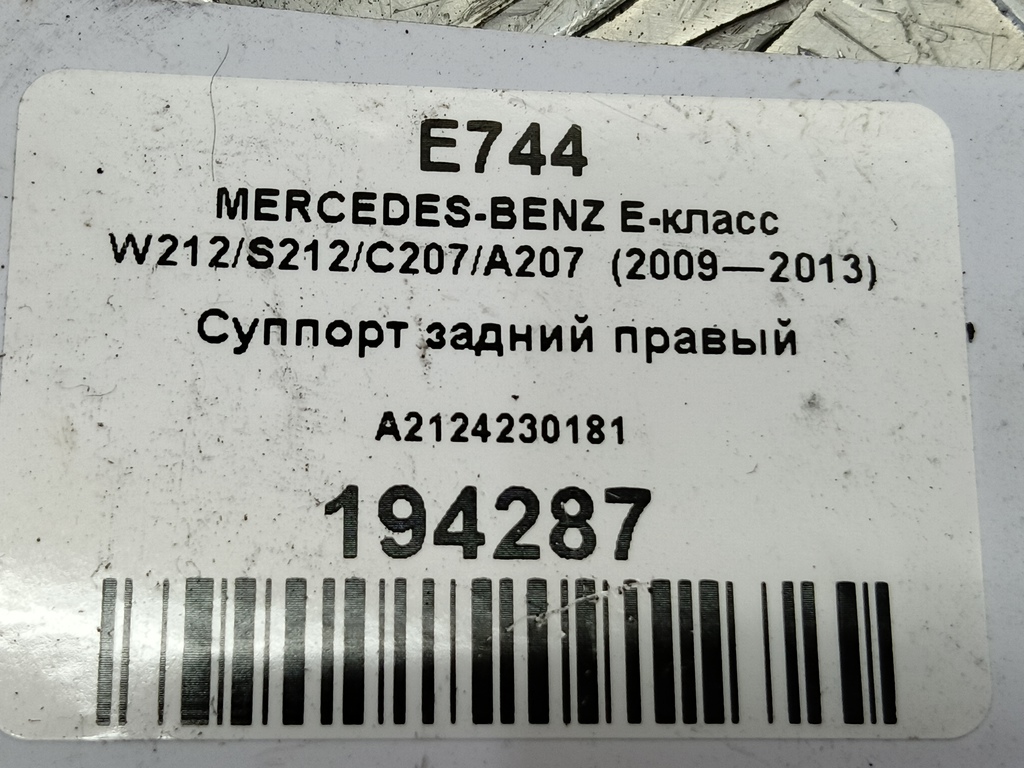 E744
MERCEDES-BENZ E-класс
W212/S212/C207/A207 (2009—2013)
Суппорт задний правый
A2124230181
194287